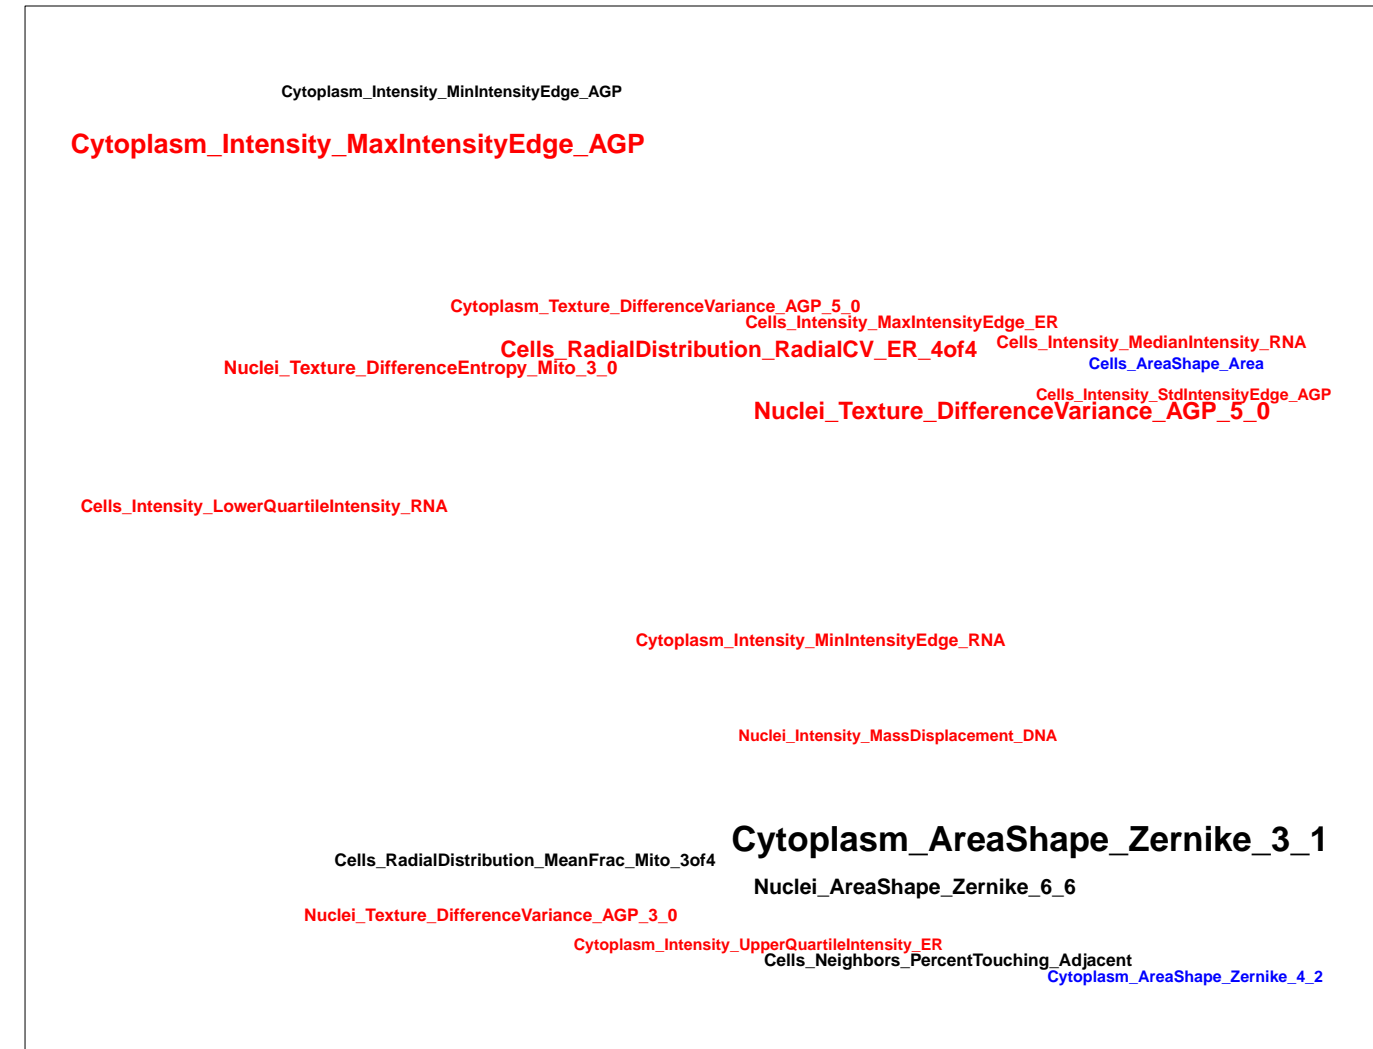 Cytoplasm_Intensity_MinIntensityEdge_AGP
Cytoplasm_Intensity_MaxIntensityEdge_AGP
Cytoplasm_Texture_DifferenceVariance_AGP_5_0
Cells_Intensity_MaxIntensityEdge_ER
Cells_Intensity_MedianIntensity_RNA
Cells_RadialDistribution_RadialCV_ER_4of4
Cells_AreaShape_Area
Nuclei_Texture_DifferenceEntropy_Mito_3_0
Cells_Intensity_StdIntensityEdge_AGP
Nuclei_Texture_DifferenceVariance_AGP_5_0
Cells_Intensity_LowerQuartileIntensity_RNA
Cytoplasm_Intensity_MinIntensityEdge_RNA
Nuclei_Intensity_MassDisplacement_DNA
Cytoplasm_AreaShape_Zernike_3_1
Cells_RadialDistribution_MeanFrac_Mito_3of4
Nuclei_AreaShape_Zernike_6_6
Nuclei_Texture_DifferenceVariance_AGP_3_0
Cytoplasm_Intensity_UpperQuartileIntensity_ER
Cells_Neighbors_PercentTouching_Adjacent
Cytoplasm_AreaShape_Zernike_4_2